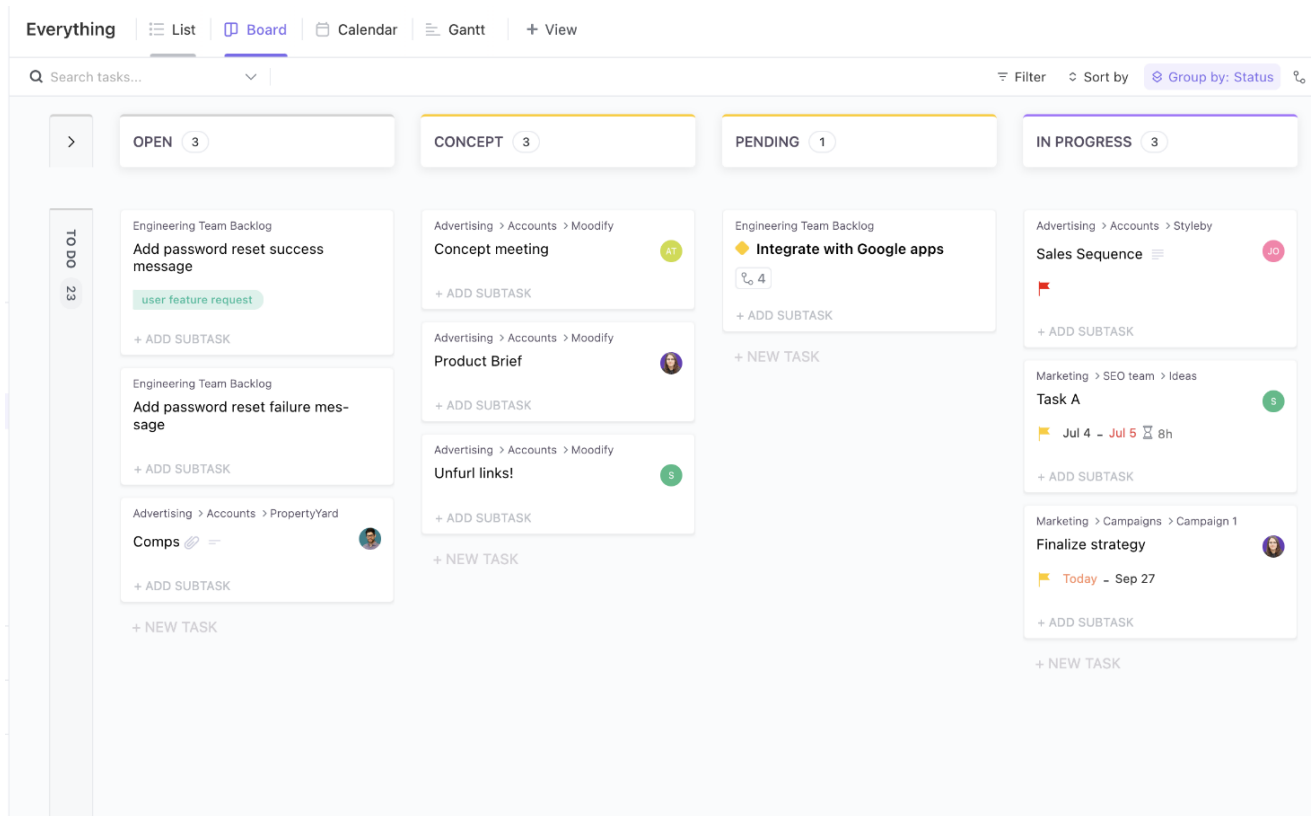 Everything
List
Board
Calendar
Gantt
+ View
Search tasks...
Filter
Sort by
Group by: Status
TO DO 23
OPEN 3
Engineering Team Backlog
Add password reset success
message
user feature request
+ ADD SUBTASK
Engineering Team Backlog
Add password reset failure mes-
sage
+ ADD SUBTASK
Advertising > Accounts > PropertyYard
Comps
+ ADD SUBTASK
+ NEW TASK
CONCEPT 3
Advertising > Accounts > Moodify
Concept meeting
AT
+ ADD SUBTASK
Advertising > Accounts > Moodify
Product Brief
+ ADD SUBTASK
Advertising > Accounts > Moodify
Unfurl links!
S
+ ADD SUBTASK
+ NEW TASK
PENDING 1
Engineering Team Backlog
Integrate with Google apps
4
+ ADD SUBTASK
+ NEW TASK
IN PROGRESS 3
Advertising > Accounts > Styleby
Sales Sequence
JO
+ ADD SUBTASK
Marketing > SEO team > Ideas
Task A
S
Jul 4 - Jul 5 8h
+ ADD SUBTASK
Marketing > Campaigns > Campaign 1
Finalize strategy
Today - Sep 27
+ ADD SUBTASK
+ NEW TASK